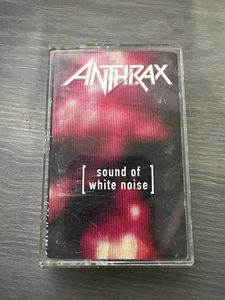 ANTHRAX
[ sound of
white noise ]